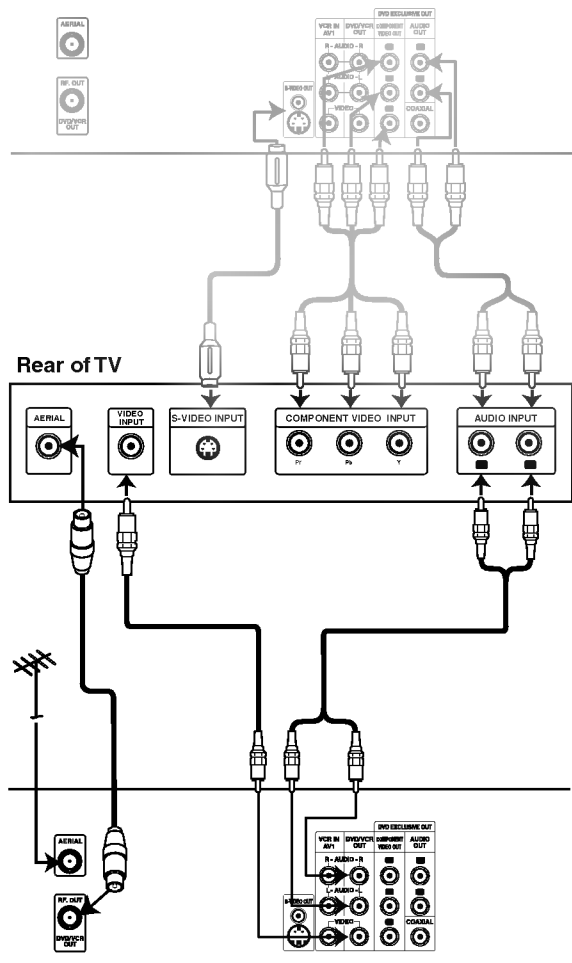 DVD EXCLUSIVE OUT
AERIAL
VCR IN DVD/VCR COMPONENT AUDIO
AV1 OUT VIDEO OUT OUT
R - AUDIO - R
RF. OUT
AUDIO
S-VIDEO OUT
VIDEO
COAXIAL
DVD/VCR
OUT
Rear of TV
AERIAL
VIDEO
INPUT
S-VIDEO INPUT
COMPONENT VIDEO INPUT
AUDIO INPUT
Pr Pb Y
DVD EXCLUSIVE OUT
VCR IN DVD/VCR COMPONENT AUDIO
AV1 OUT VIDEO OUT OUT
AERIAL
R - AUDIO - R
L - AUDIO - L
RF. OUT
S-VIDEO OUT
VIDEO
COAXIAL
DVD/VCR
OUT